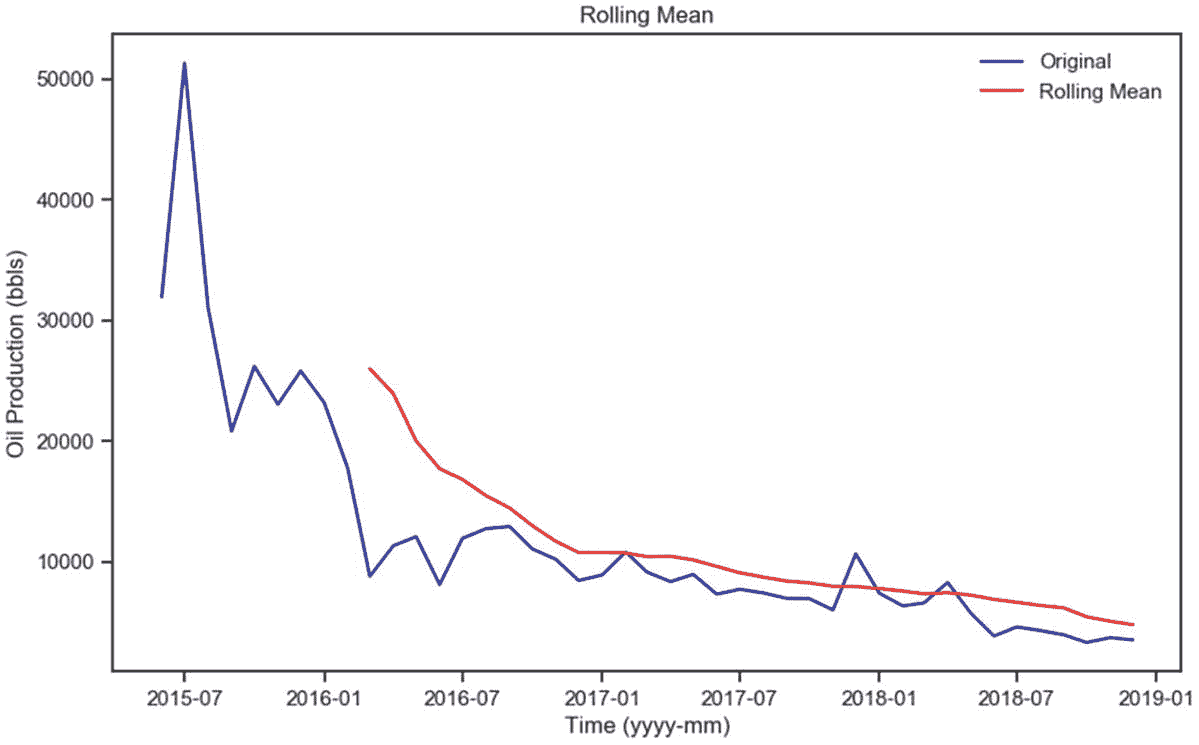 Rolling Mean
Original
Rolling Mean
50000
40000
30000
20000
10000
Oil Production (bbls)
2015-07 2016-01 2016-07 2017-01 2017-07 2018-01 2018-07 2019-01
Time (yyyy-mm)